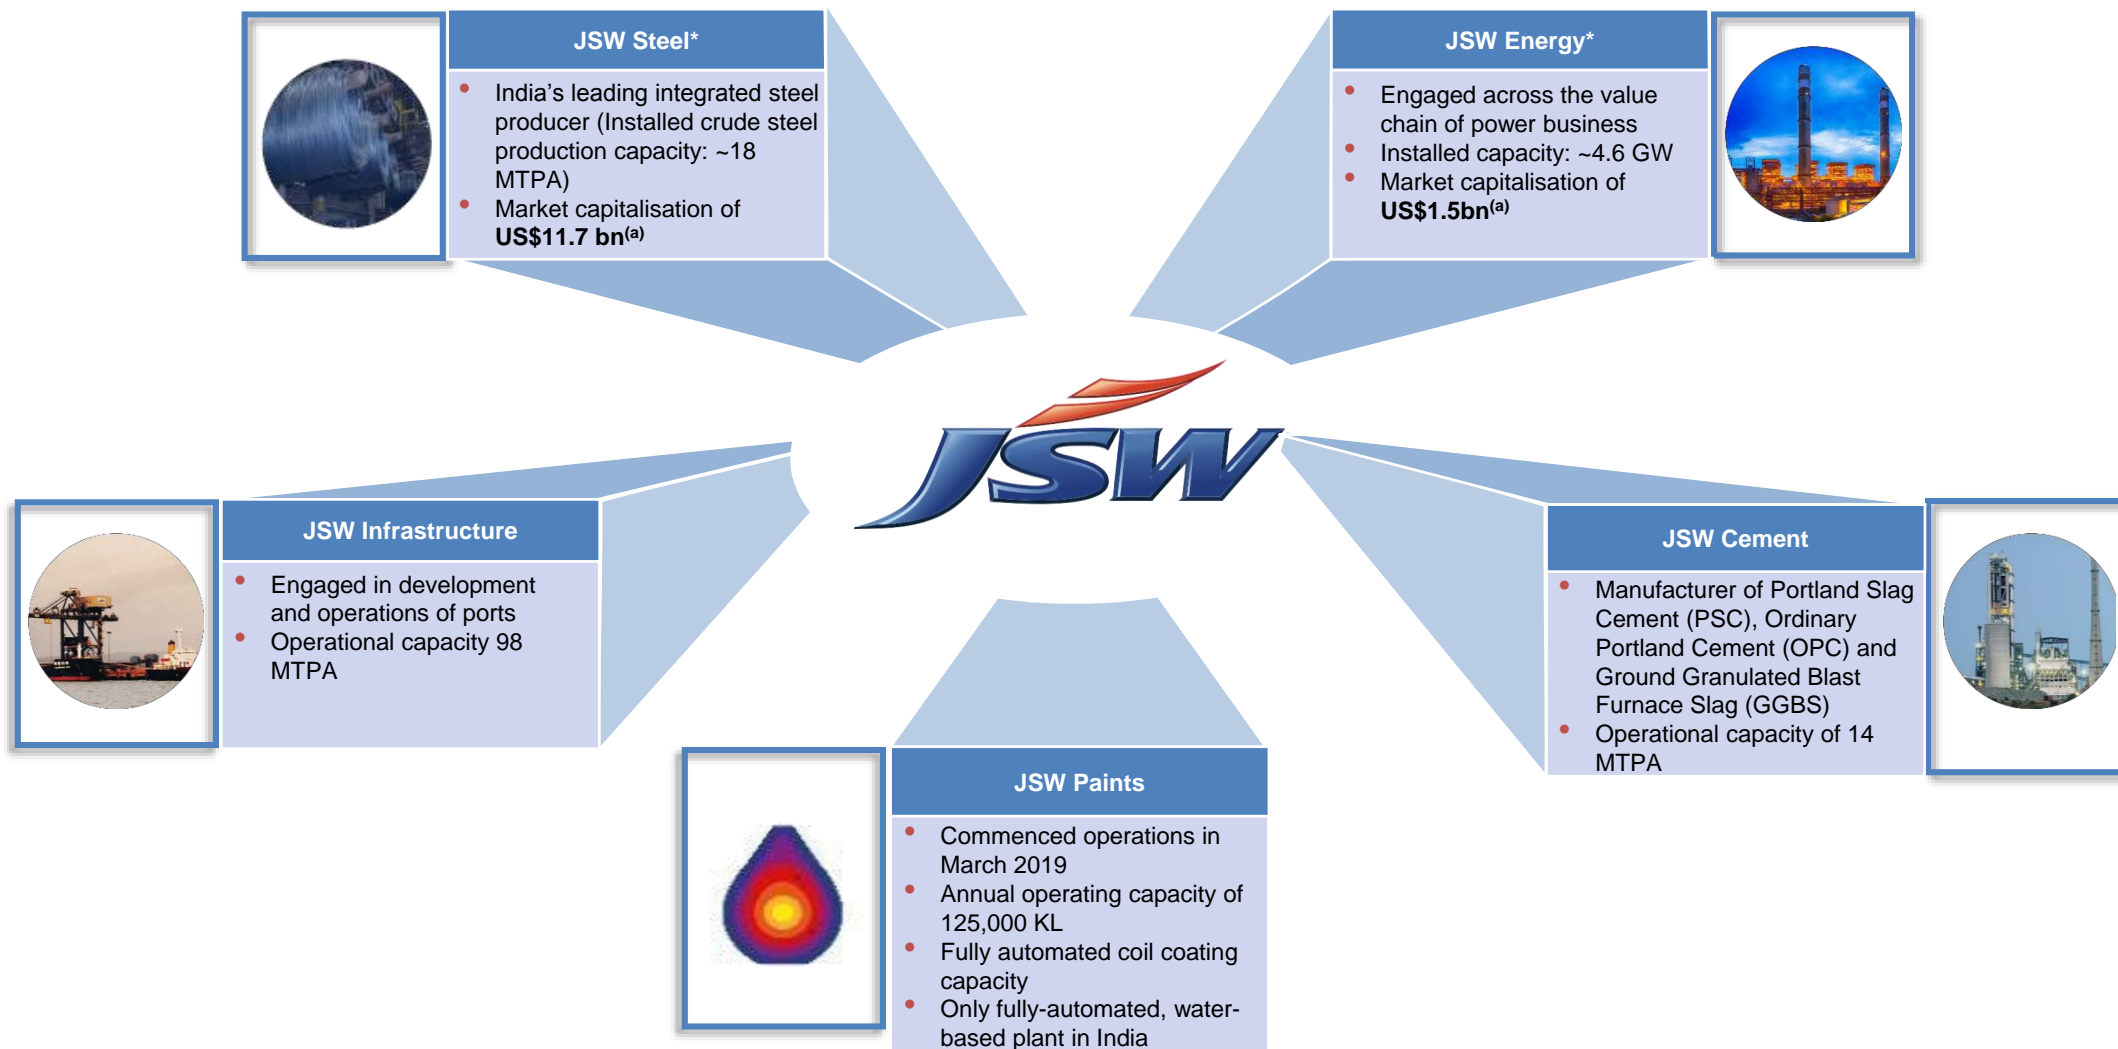 JSW Steel*
• India's leading integrated steel
producer (Installed crude steel
production capacity: ~18
MTPA)
• Market capitalisation of
US$11.7 bn(a)
JSW Energy*
• Engaged across the value
chain of power business
• Installed capacity: ~4.6 GW
• Market capitalisation of
US$1.5bn(a)
JSW
JSW Infrastructure
• Engaged in development
and operations of ports
• Operational capacity 98
MTPA
JSW Cement
• Manufacturer of Portland Slag
Cement (PSC), Ordinary
Portland Cement (OPC) and
Ground Granulated Blast
Furnace Slag (GGBS)
• Operational capacity of 14
MTPA
JSW Paints
• Commenced operations in
March 2019
• Annual operating capacity of
125,000 KL
• Fully automated coil coating
capacity
• Only fully-automated, water-
based plant in India